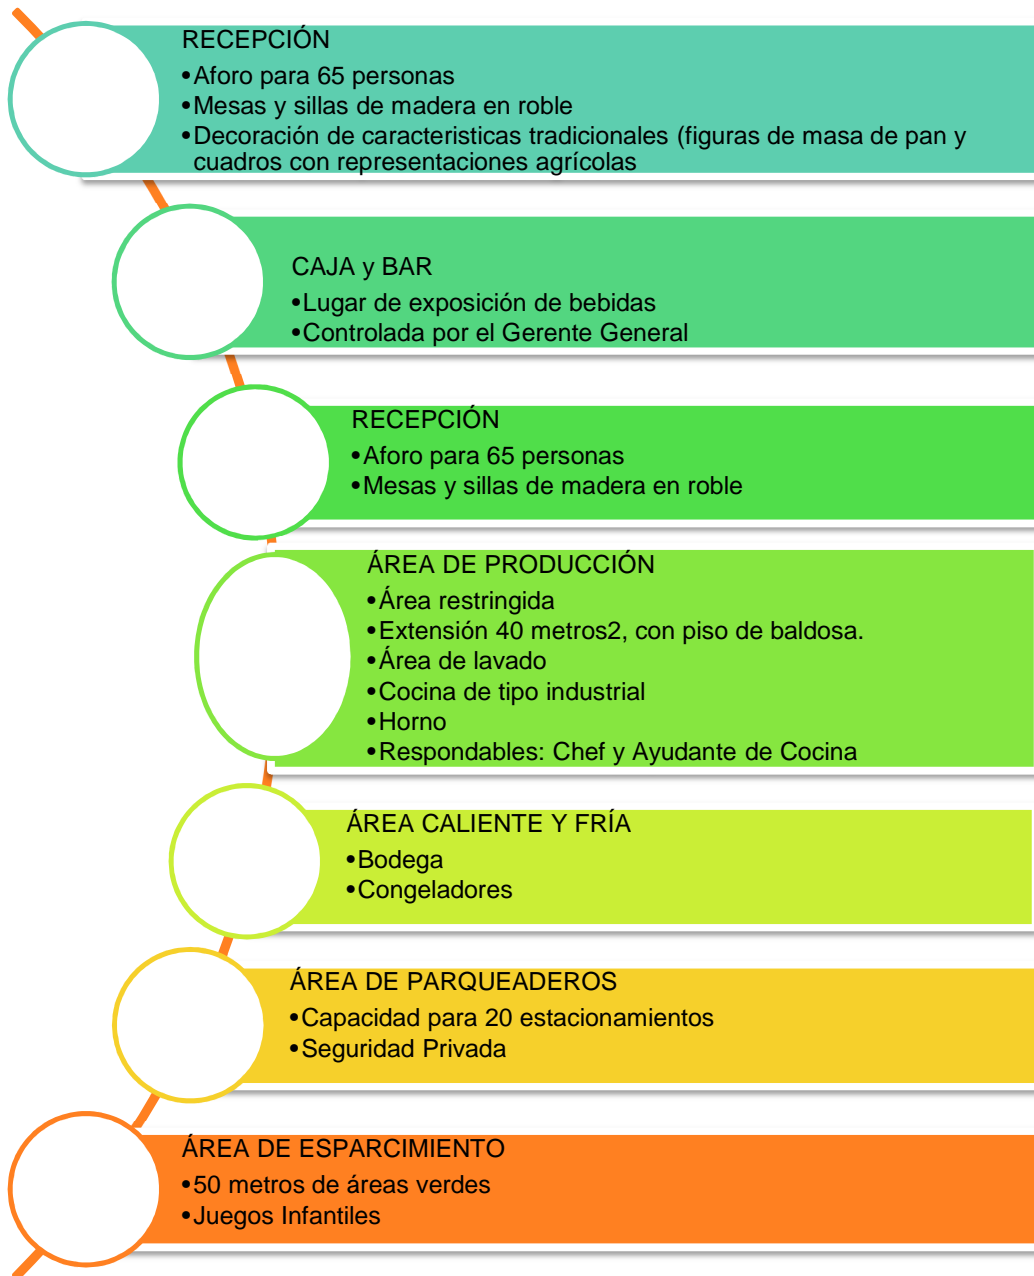 RECEPCIÓN
•Aforo para 65 personas
•Mesas y sillas de madera en roble
•Decoración de caracteristicas tradicionales (figuras de masa de pan y
cuadros con representaciones agrícolas
CAJA y BAR
•Lugar de exposición de bebidas
•Controlada por el Gerente General
RECEPCIÓN
•Aforo para 65 personas
•Mesas y sillas de madera en roble
ÁREA DE PRODUCCIÓN
•Área restringida
•Extensión 40 metros2, con piso de baldosa.
•Área de lavado
•Cocina de tipo industrial
•Horno
•Respondables: Chef y Ayudante de Cocina
ÁREA CALIENTE Y FRÍA
•Bodega
•Congeladores
ÁREA DE PARQUEADEROS
•Capacidad para 20 estacionamientos
•Seguridad Privada
ÁREA DE ESPARCIMIENTO
•50 metros de áreas verdes
•Juegos Infantiles